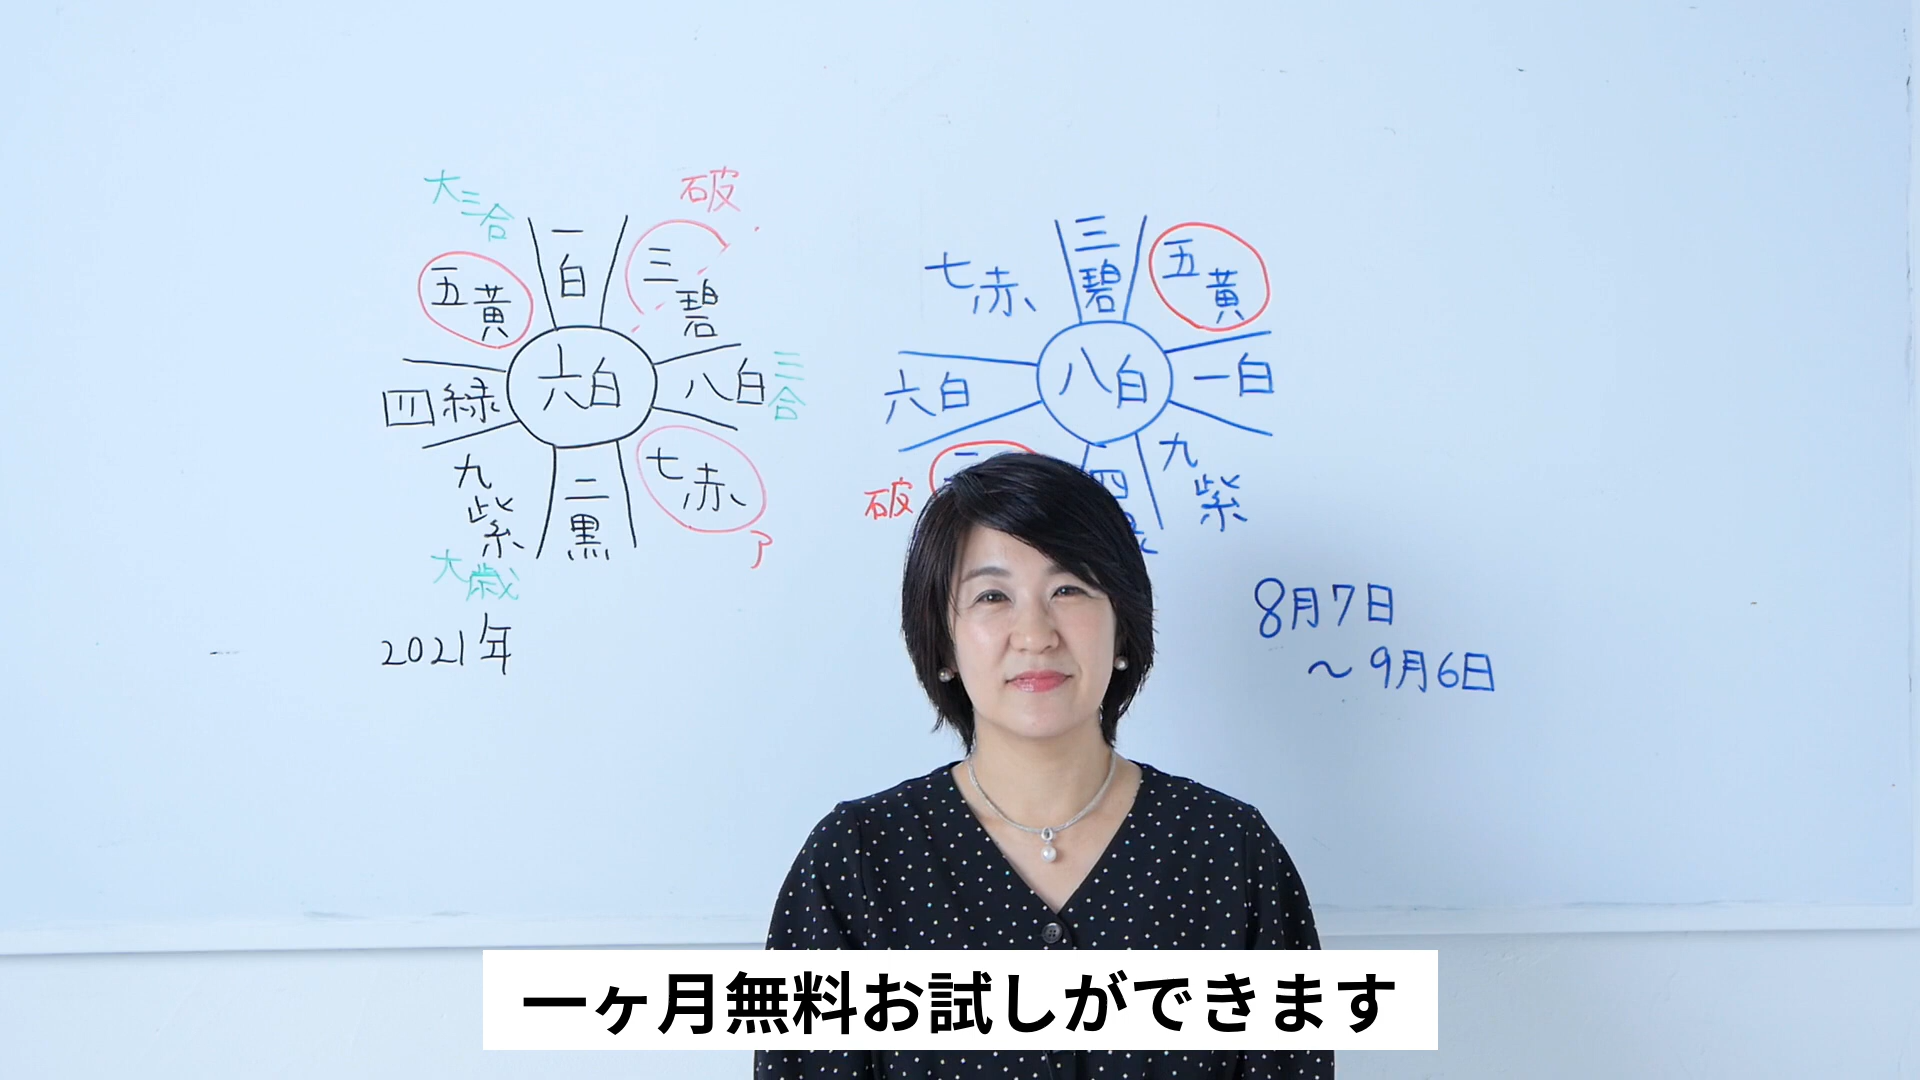 大三合
破
一白
三碧
五黄
六白
八白
三合
四緑
七赤
ア
九紫
二黒
大歳
2021年
三碧
五黄
七赤
八白
一白
六白
破
四
九紫
8月7日
～9月6日
一ヶ月無料お試しができます